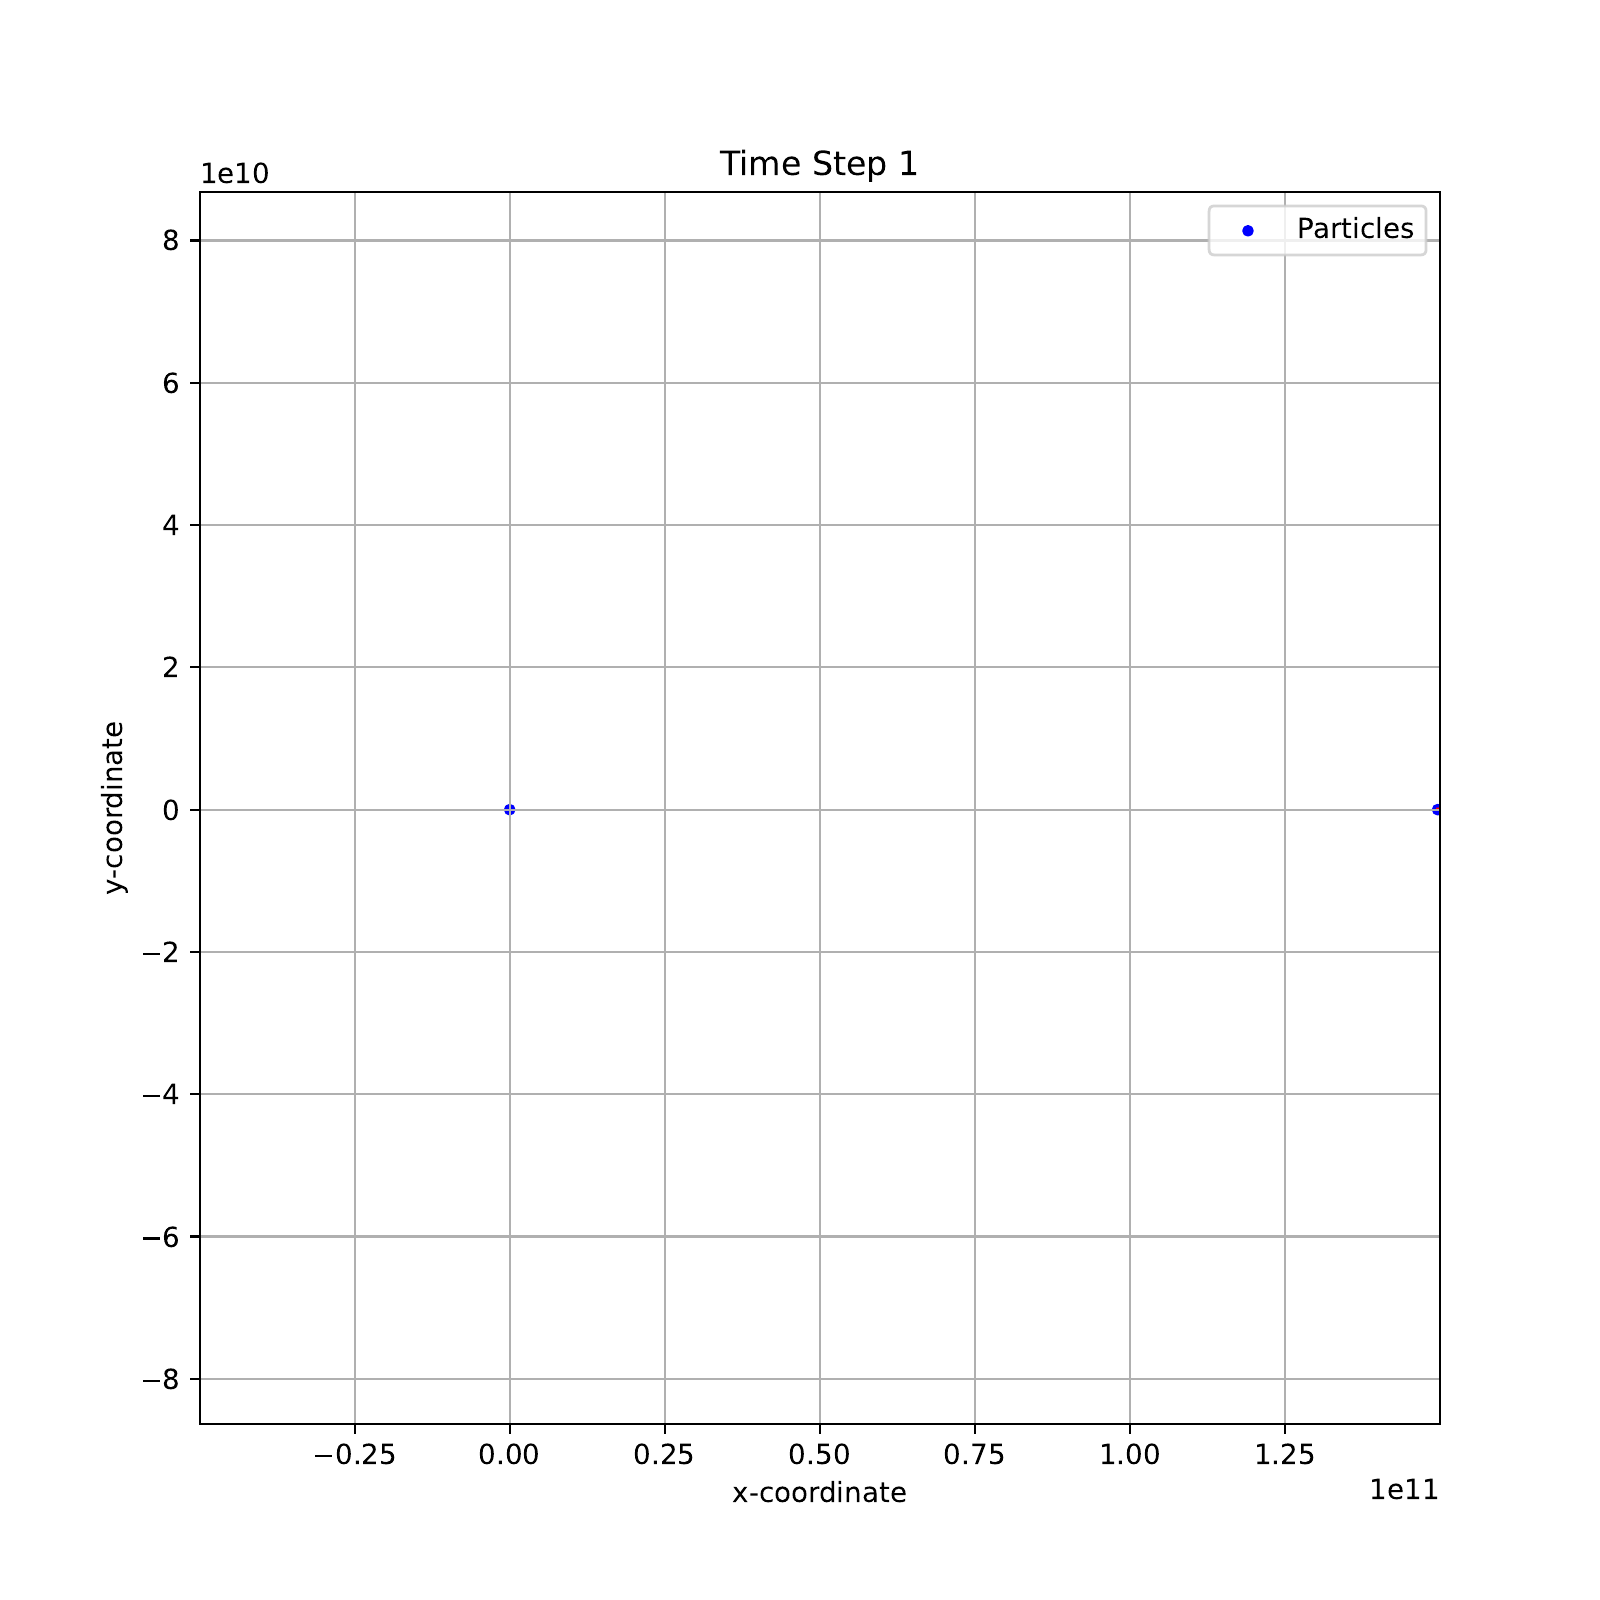 Time Step 1
1e10
Particles
8
6
4
2
0
−2
−4
−6
−8
y-coordinate
−0.25 0.00 0.25 0.50 0.75 1.00 1.25
x-coordinate
1e11